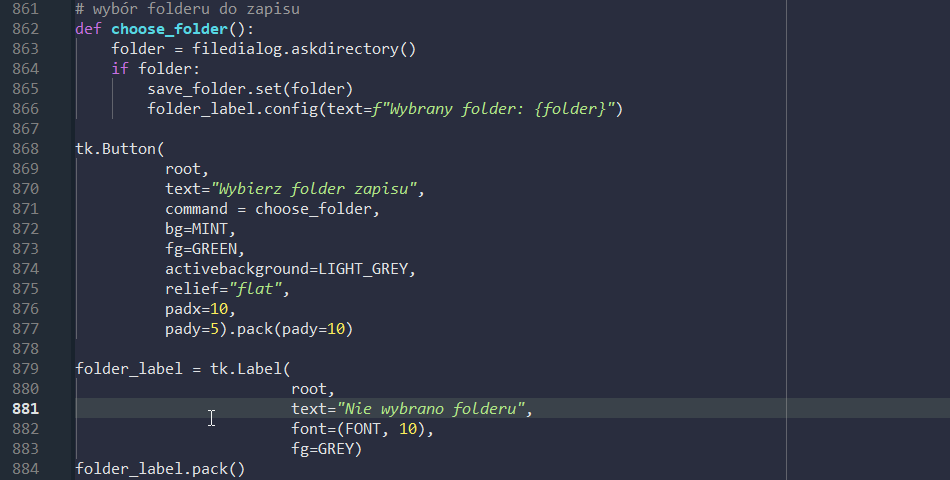 861 # wybór folderu do zapisu
862 def choose_folder():
863     folder = filedialog.askdirectory()
864     if folder:
865         save_folder.set(folder)
866         folder_label.config(text=f"Wybrany folder: {folder}")
867
868 tk.Button(
869           root,
870           text="Wybierz folder zapisu",
871           command = choose_folder,
872           bg=MINT,
873           fg=GREEN,
874           activebackground=LIGHT_GREY,
875           relief="flat",
876           padx=10,
877           pady=5).pack(pady=10)
878
879 folder_label = tk.Label(
880                         root,
881                         text="Nie wybrano folderu",
882                         font=(FONT, 10),
883                         fg=GREY)
884 folder_label.pack()